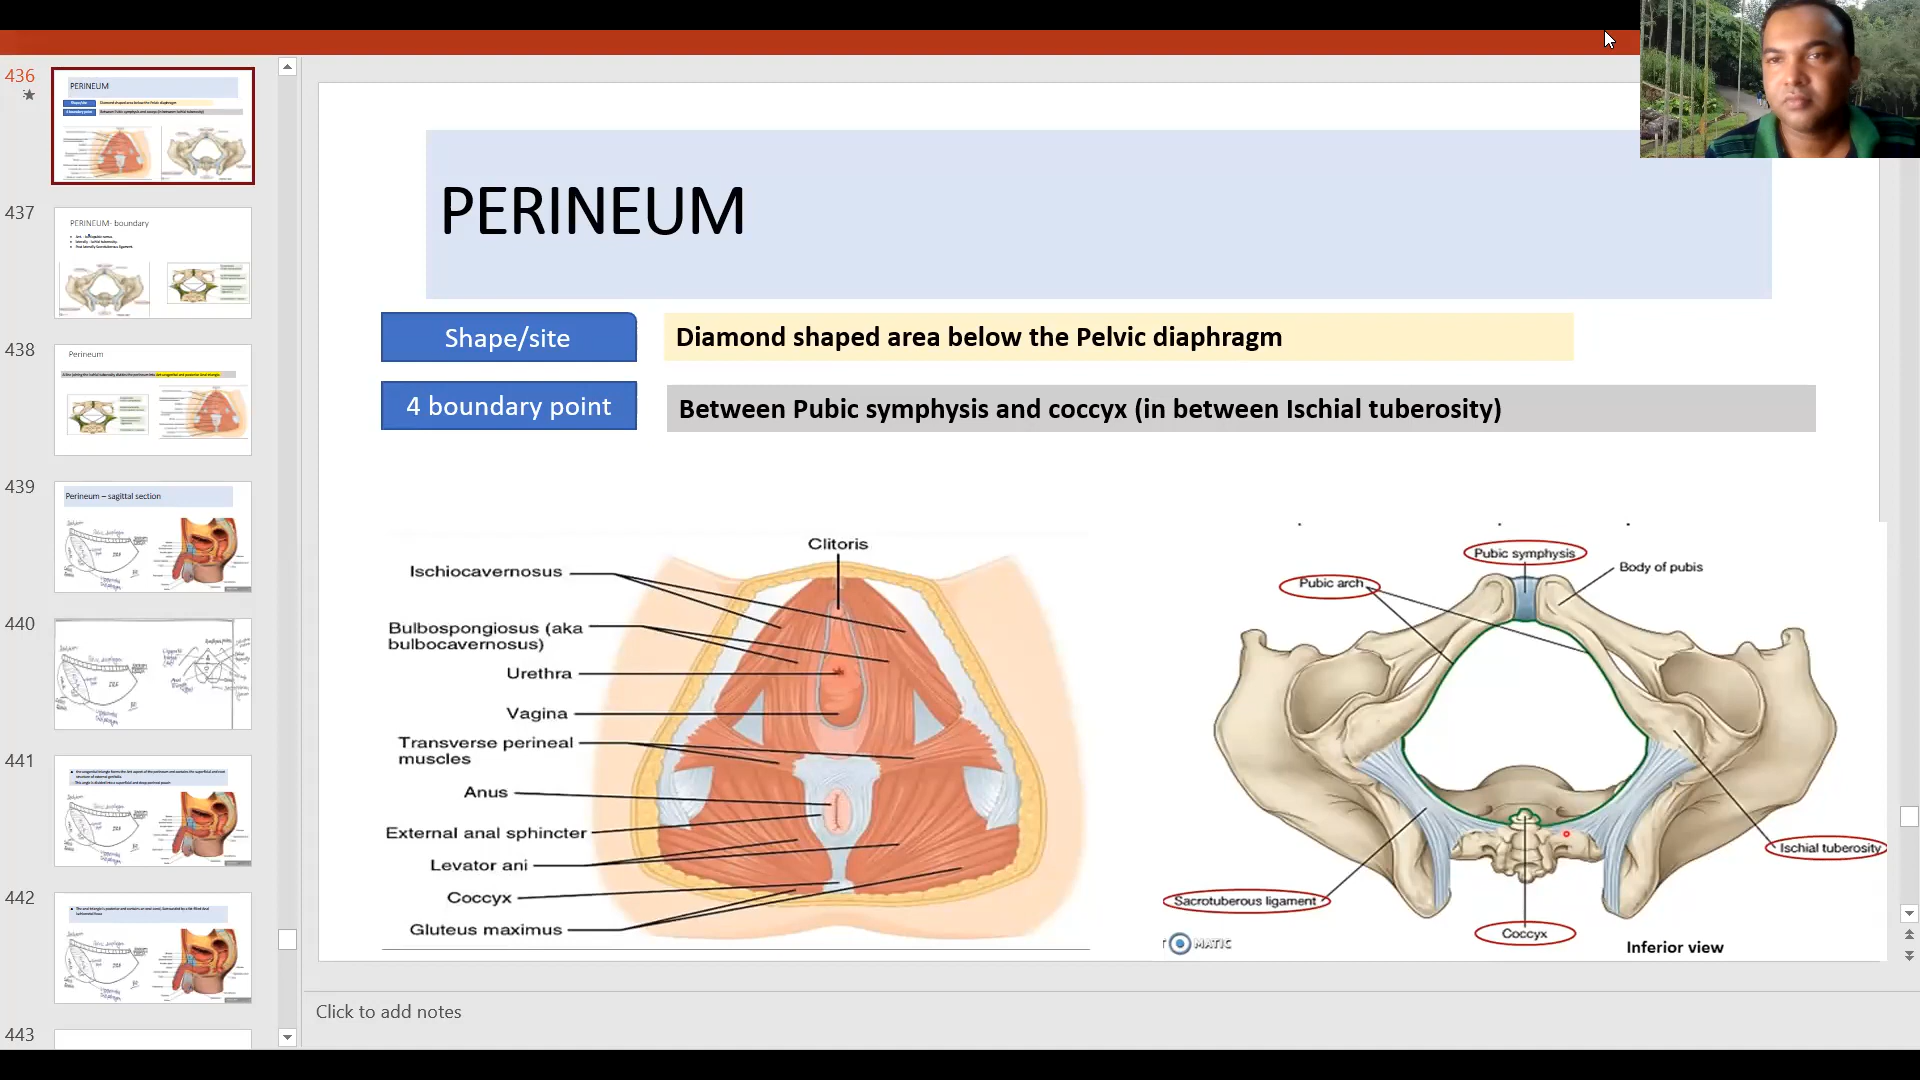 436
PERINEUM
437
PERINEUM- boundary
438
Perineum
439
Perineum – sagittal section
440
441
442
443
PERINEUM
Shape/site
Diamond shaped area below the Pelvic diaphragm
4 boundary point
Between Pubic symphysis and coccyx (in between Ischial tuberosity)
Clitoris
Ischiocavernosus
Bulbospongiosus (aka
bulbocavernosus)
Urethra
Vagina
Transverse perineal
muscles
Anus
External anal sphincter
Levator ani
Coccyx
Gluteus maximus
Pubic symphysis
Pubic arch
Body of pubis
Ischial tuberosity
Sacrotuberous ligament
Coccyx
MATIC
Inferior view
Click to add notes